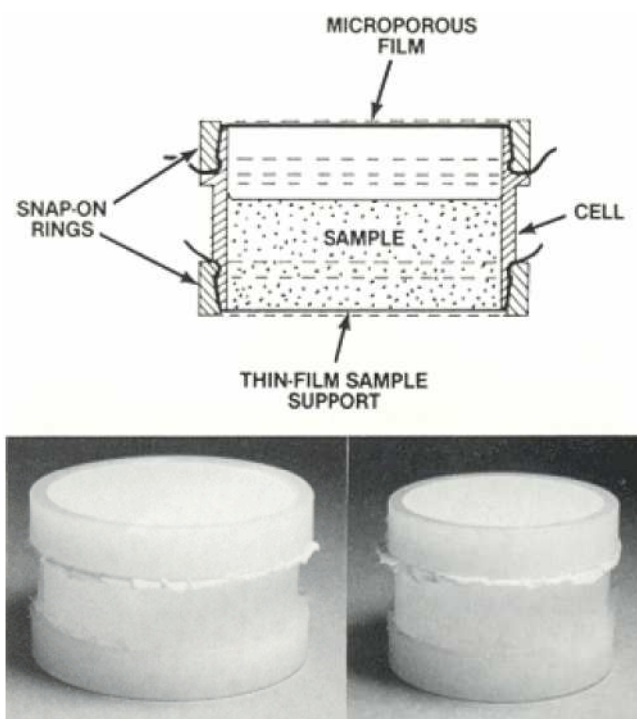 MICROPOROUS
FILM
SNAP-ON
RINGS
SAMPLE
CELL
THIN-FILM SAMPLE
SUPPORT